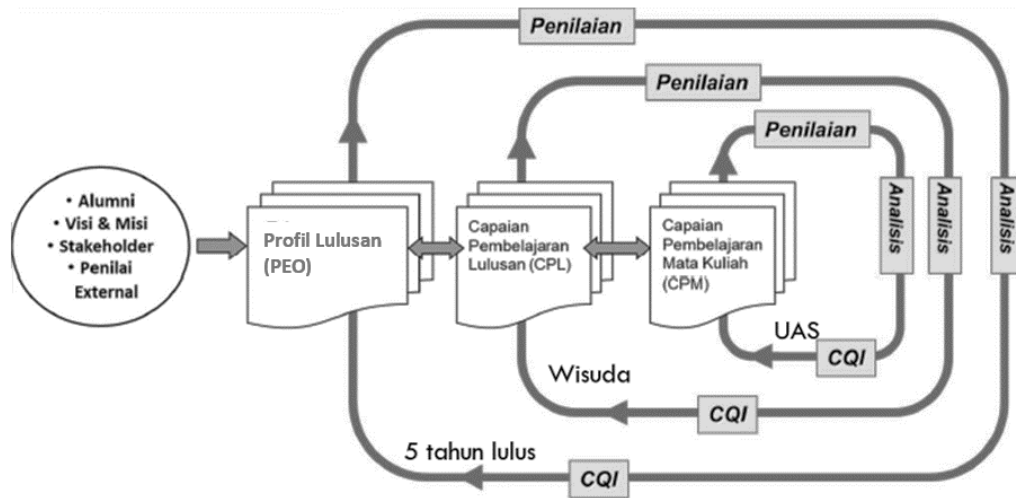 Penilaian
Penilaian
Penilaian
• Alumni
• Visi & Misi
• Stakeholder
• Penilai
External
Profil Lulusan
(PEO)
Capaian
Pembelajaran
Lulusan (CPL)
Capaian
Pembelajaran
Mata Kuliah
(CPM)
Analisis
Analisis
Analisis
UAS
CQI
Wisuda
CQI
5 tahun lulus
CQI